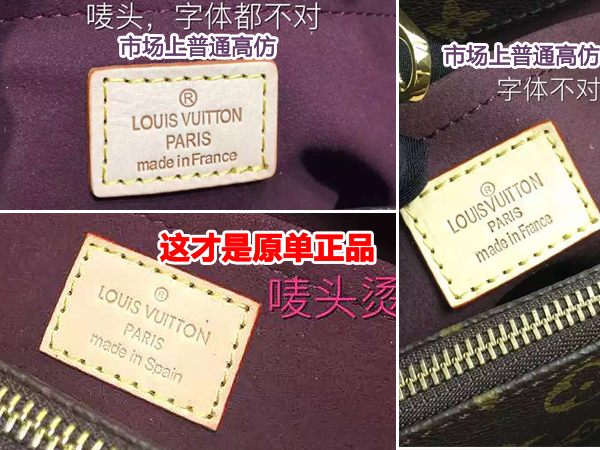 唛头，字体都不对
市场上普通高仿
®
LOUIS VUITTON
PARIS
made in France
市场上普通高仿
字体不对
®
LOUIS VUITTON
PARIS
made in France
这才是原单正品
唛头烫
®
LOUIS VUITTON
PARIS
made in Spain